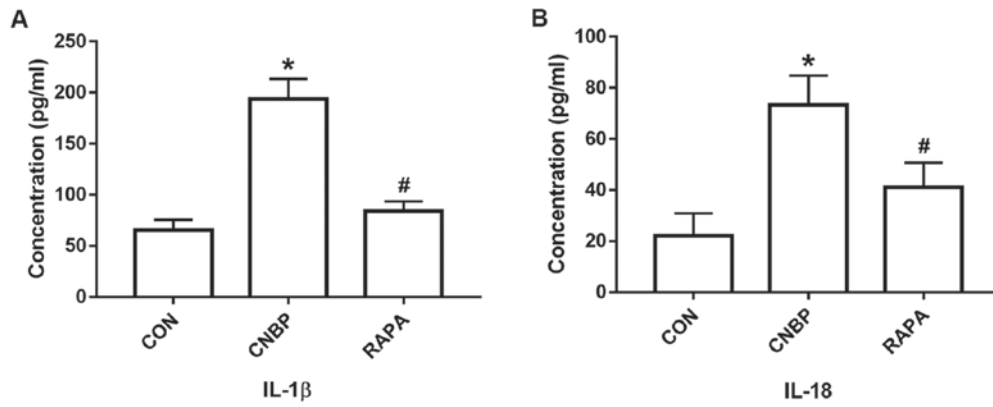 A
Concentration (pg/ml)
250
200
150
100
50
0
*
#
CON
CNBP
RAPA
IL-1β
B
Concentration (pg/ml)
100
80
60
40
20
0
*
#
CON
CNBP
RAPA
IL-18